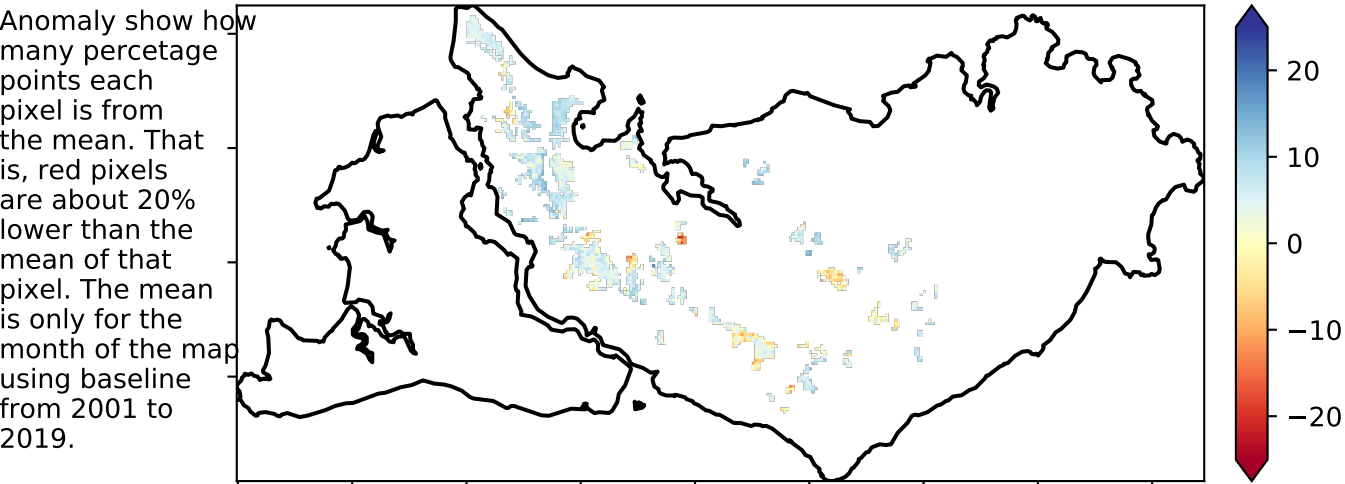 Anomaly show how
many percetage
points each
pixel is from
the mean. That
is, red pixels
are about 20%
lower than the
mean of that
pixel. The mean
is only for the
month of the map
using baseline
from 2001 to
2019.
20
10
0
−10
−20